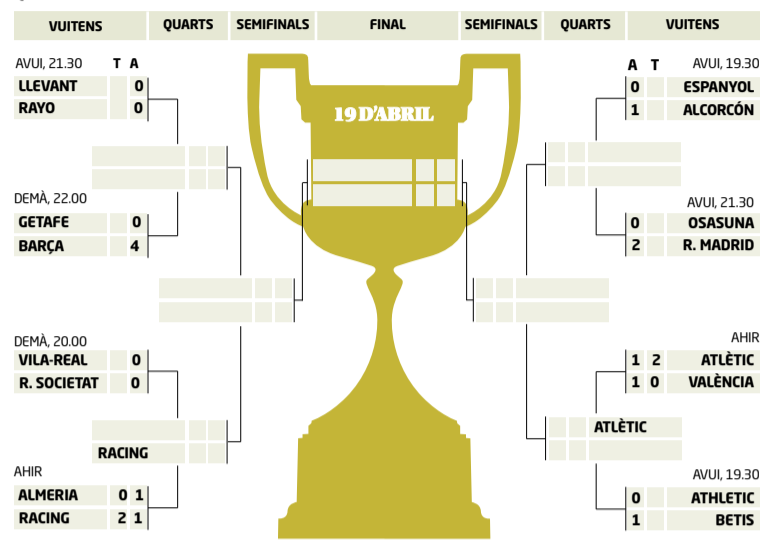 VUITENS QUARTS SEMIFINALS FINAL SEMIFINALS QUARTS VUITENS
AVUI, 21.30 T A
LLEVANT 0
RAYO 0
DEMÀ, 22.00
GETAFE 0
BARÇA 4
DEMÀ, 20.00
VILA-REAL 0
R. SOCIETAT 0
RACING
AHIR
ALMERIA 0 1
RACING 2 1
19 D'ABRIL
A T AVUI, 19.30
0 ESPANYOL
1 ALCORCÓN
AVUI, 21.30
0 OSASUNA
2 R. MADRID
AHIR
1 2 ATLÈTIC
1 0 VALÈNCIA
ATLÈTIC
AVUI, 19.30
0 ATHLETIC
1 BETIS